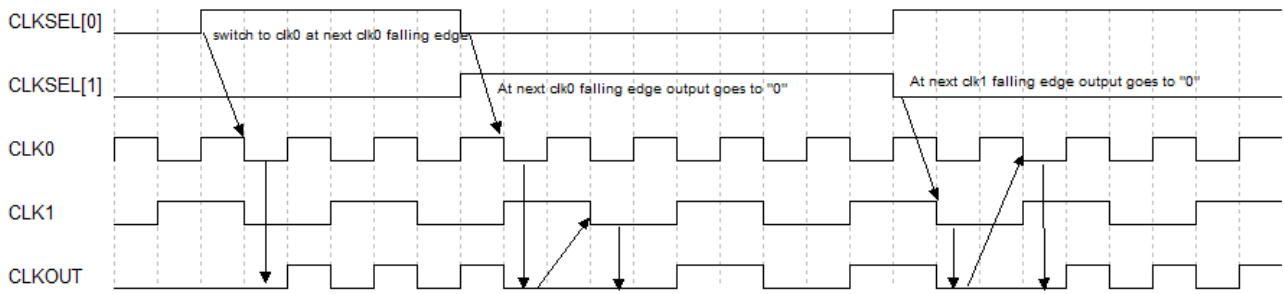 CLKSEL[0]
switch to clk0 at next clk0 falling edge
CLKSEL[1]
At next clk0 falling edge output goes to "0"
At next clk1 falling edge output goes to "0"
CLK0
CLK1
CLKOUT